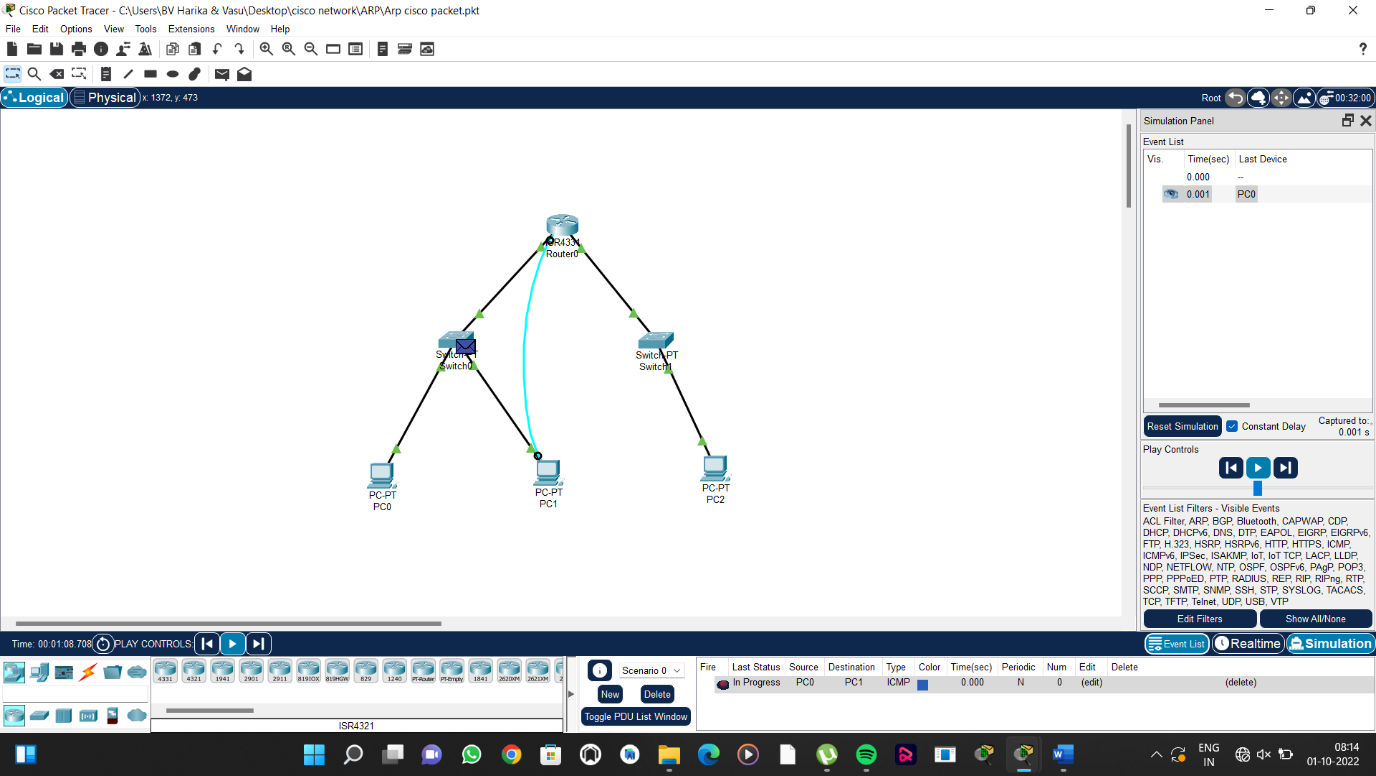 Cisco Packet Tracer - C:\Users\BV Harika & Vasu\Desktop\cisco network\ARP\Arp cisco packet.pkt
File Edit Options View Tools Extensions Window Help
?
Logical Physical x: 1372, y: 473
Root 00:32:00
ISR4331
Router0
Switch-PT
Switch0
Switch-PT
Switch1
PC-PT
PC0
PC-PT
PC1
PC-PT
PC2
Simulation Panel
Event List
Vis. Time(sec) Last Device
0.000 --
0.001 PC0
Reset Simulation Constant Delay Captured to:
0.001 s
Play Controls
Event List Filters - Visible Events
ACL Filter, ARP, BGP, Bluetooth, CAPWAP, CDP,
DHCP, DHCPv6, DNS, DTP, EAPOL, EIGRP, EIGRPv6,
FTP, H.323, HSRP, HSRPv6, HTTP, HTTPS, ICMP,
ICMPv6, IPSec, ISAKMP, IoT, IoT TCP, LACP, LLDP,
NDP, NETFLOW, NTP, OSPF, OSPFv6, PAgP, POP3,
PPP, PPPoED, PTP, RADIUS, REP, RIP, RIPng, RTP,
SCCP, SMTP, SNMP, SSH, STP, SYSLOG, TACACS,
TCP, TFTP, Telnet, UDP, USB, VTP
Edit Filters Show All/None
Time: 00:01:08.708 PLAY CONTROLS:
Event List Realtime Simulation
4331 4321 1941 2901 2911 819IOX 819HGW 829 1240 PT-Router PT-Empty 1841 2620XM 2621XM
ISR4321
Scenario 0
New Delete
Toggle PDU List Window
Fire Last Status Source Destination Type Color Time(sec) Periodic Num Edit Delete
In Progress PC0 PC1 ICMP 0.000 N 0 (edit) (delete)
ENG
IN
08:14
01-10-2022